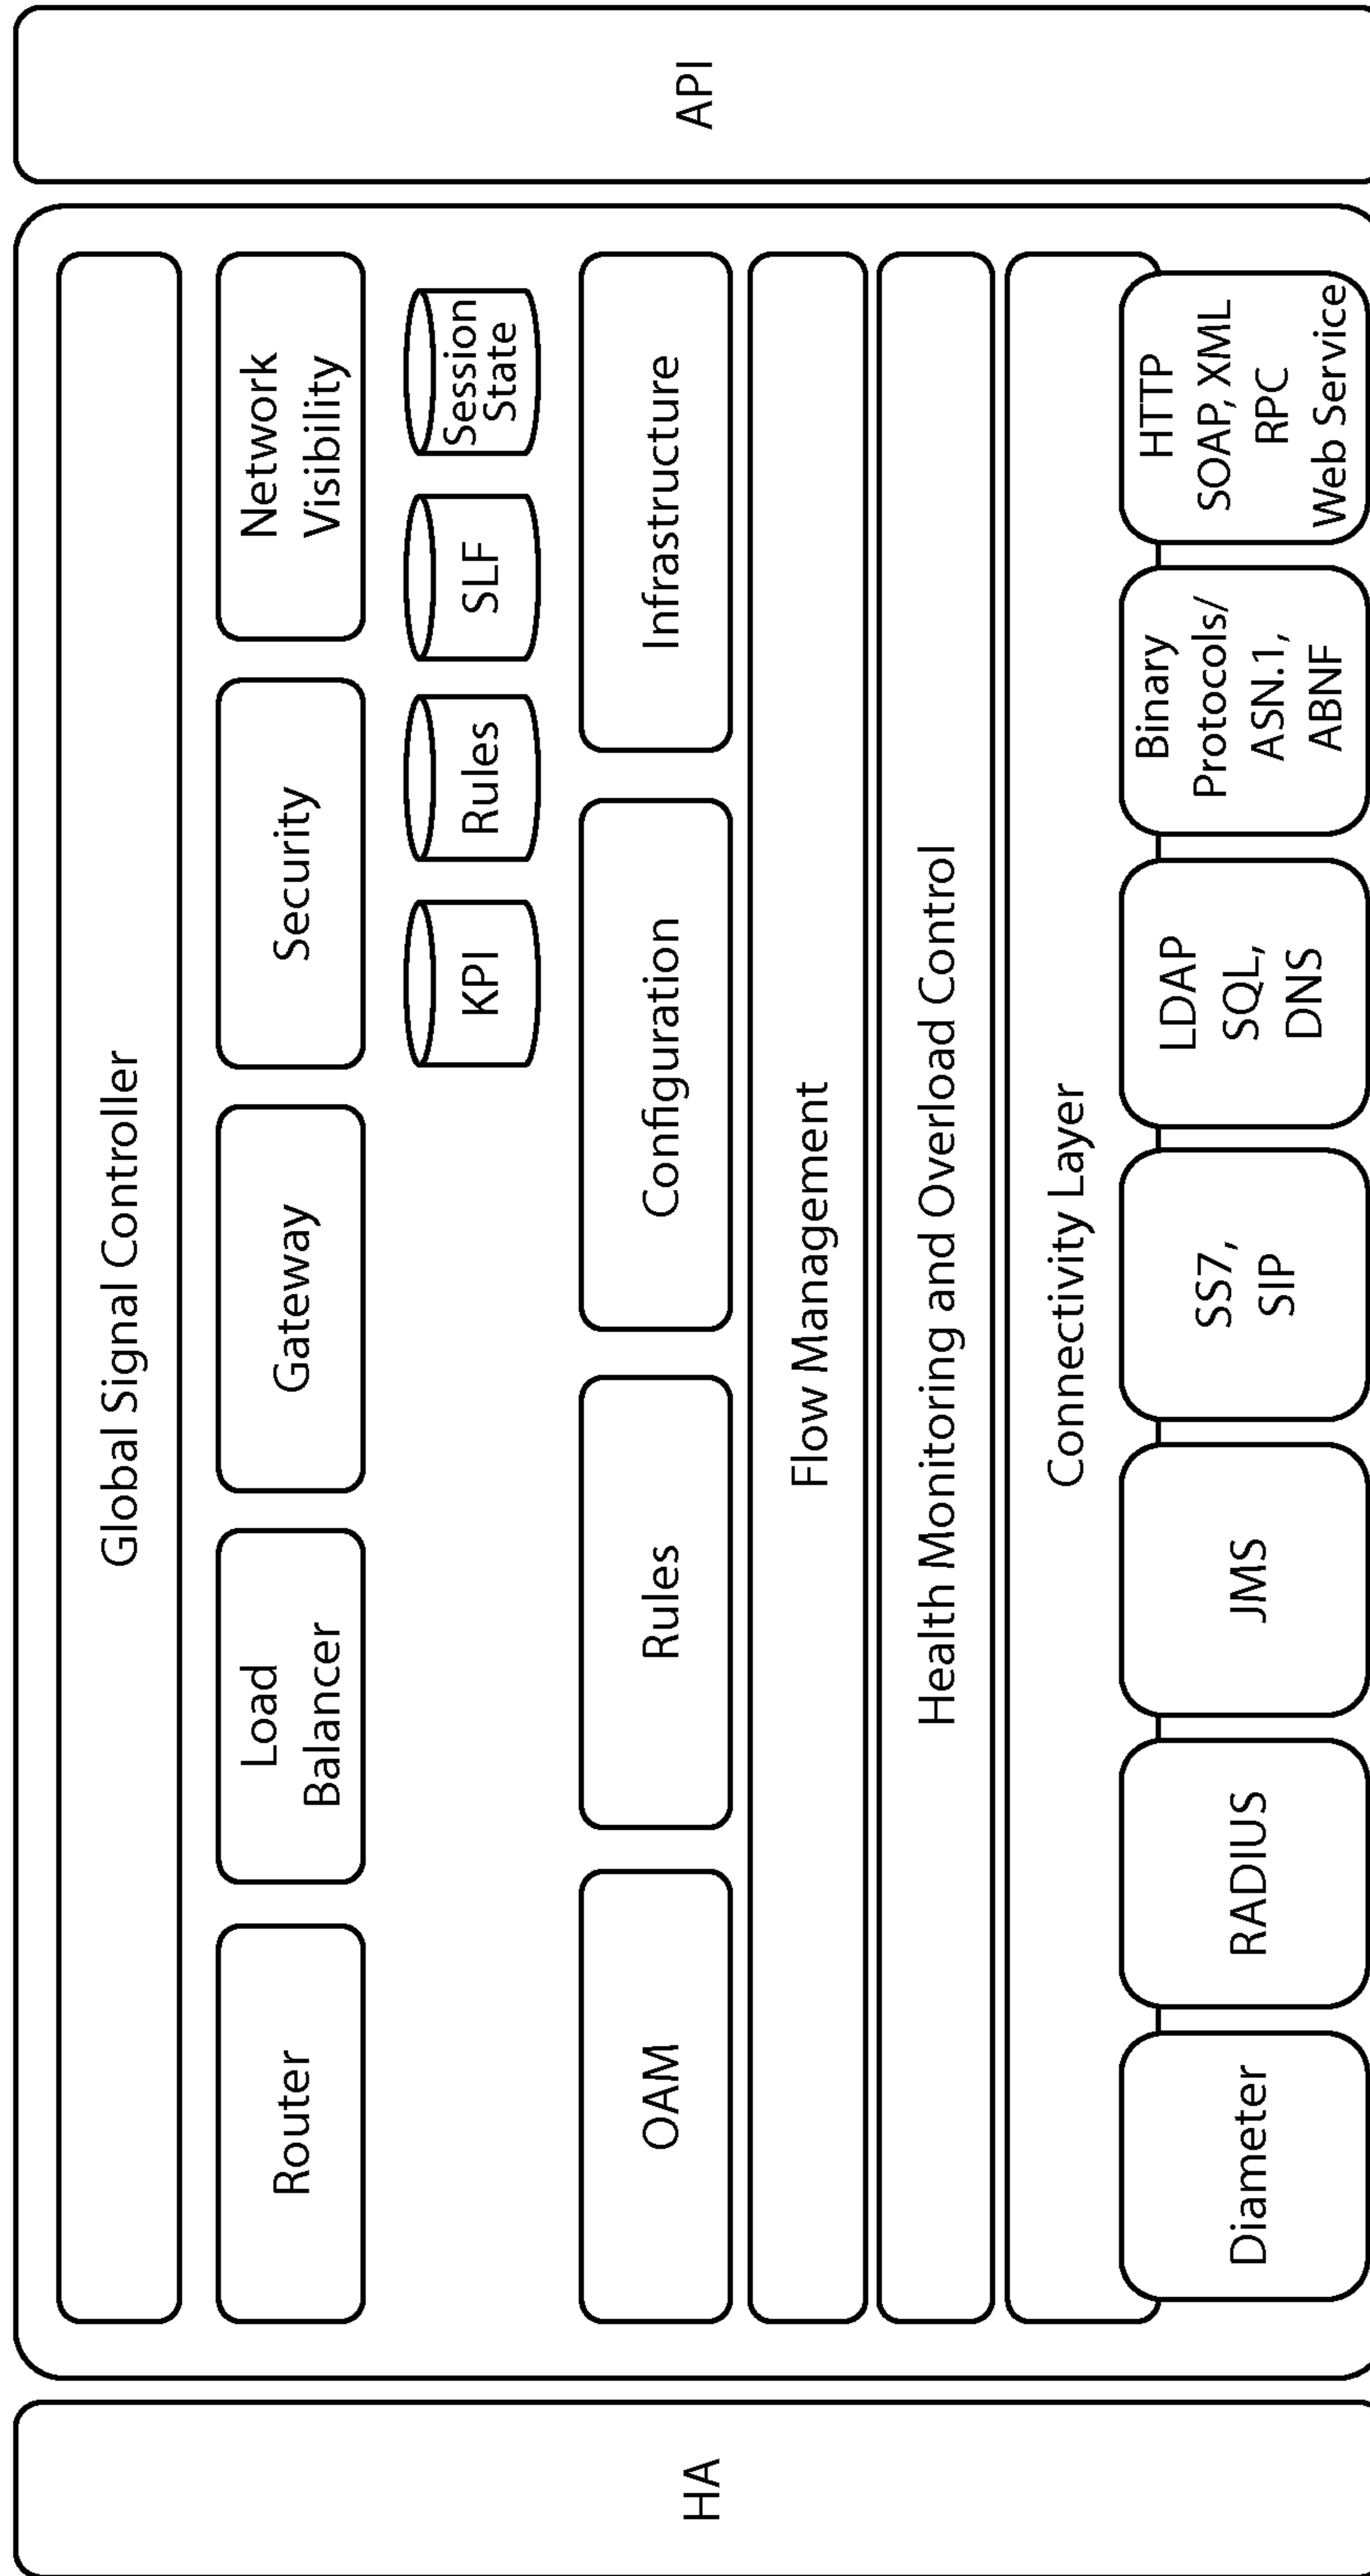 HA
Global Signal Controller
Router
Load
Balancer
Gateway
Security
Network
Visibility
KPI
Rules
SLF
Session
State
OAM
Rules
Configuration
Infrastructure
Flow Management
Health Monitoring and Overload Control
Connectivity Layer
Diameter
RADIUS
JMS
SS7,
SIP
LDAP
SQL,
DNS
Binary
Protocols/
ASN.1,
ABNF
HTTP
SOAP, XML
RPC
Web Service
API